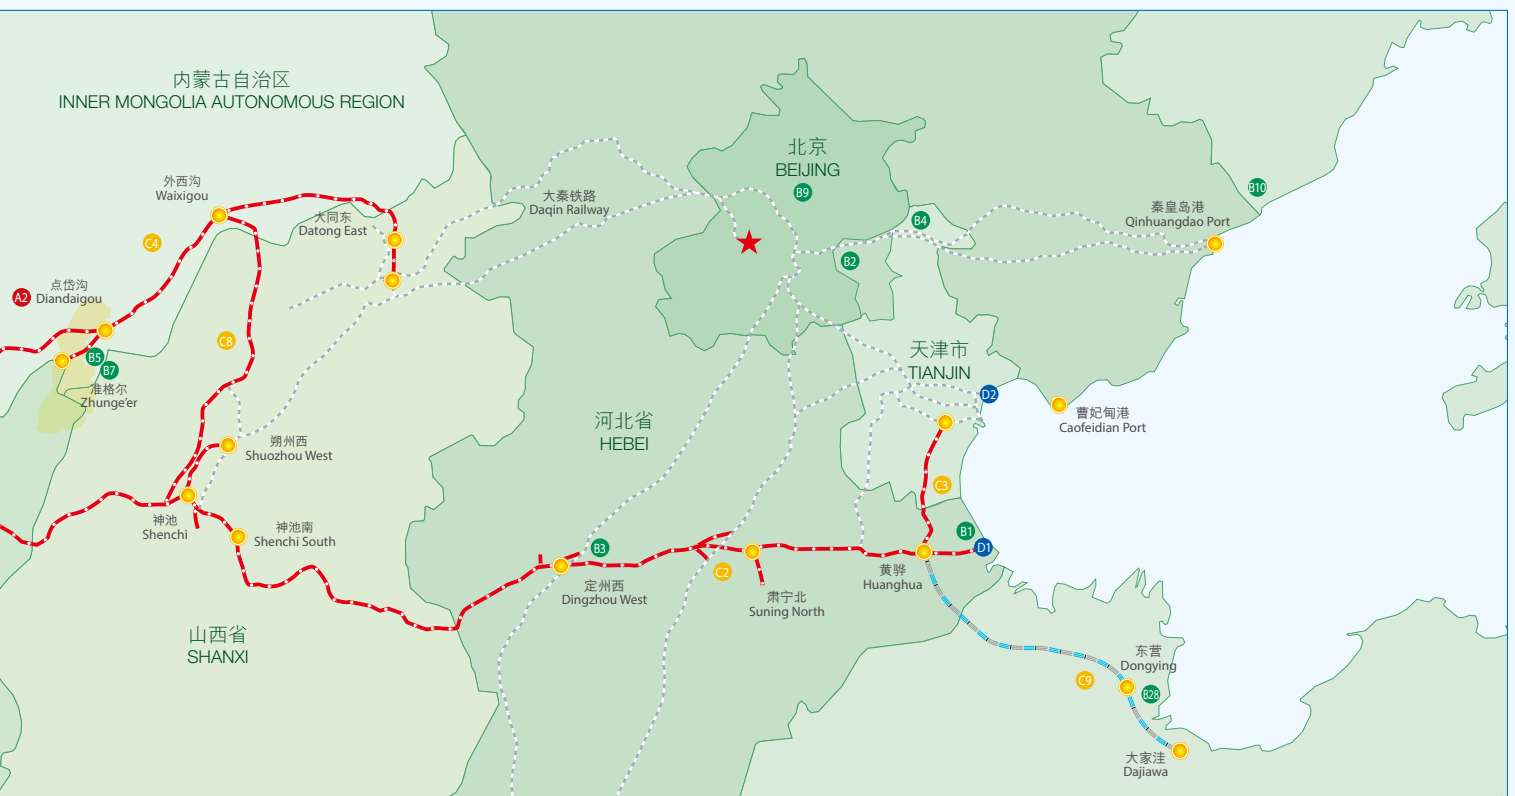 内蒙古自治区
INNER MONGOLIA AUTONOMOUS REGION
北京
BEIJING
B9
B10
外西沟
Waixigou
大同东
Datong East
大秦铁路
Daqin Railway
B4
秦皇岛港
Qinhuangdao Port
C4
B2
A2
点岱沟
Diandaigou
C8
B5
B7
准格尔
Zhunge'er
天津市
TIANJIN
D2
曹妃甸港
Caofeidian Port
河北省
HEBEI
朔州西
Shuozhou West
C3
神池
Shenchi
神池南
Shenchi South
B3
B1
D1
C2
定州西
Dingzhou West
肃宁北
Suning North
黄骅
Huanghua
山西省
SHANXI
东营
Dongying
C9
B28
大家洼
Dajiawa